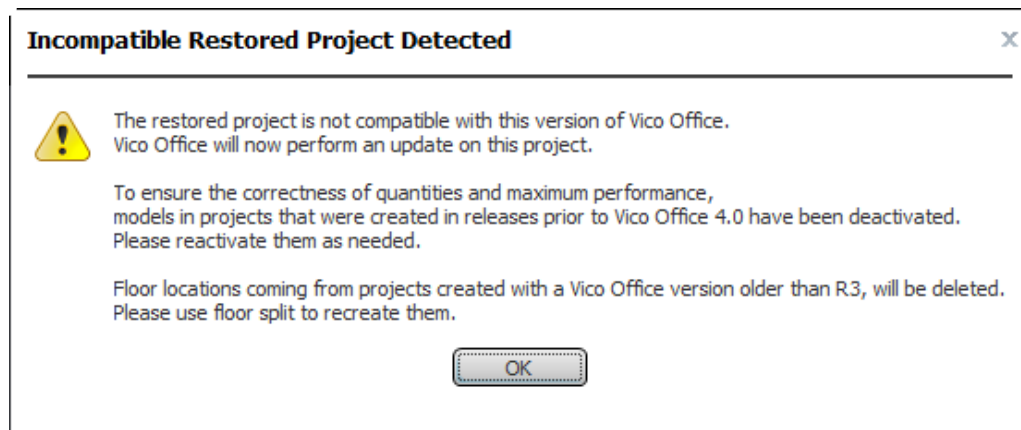 Incompatible Restored Project Detected
The restored project is not compatible with this version of Vico Office.
Vico Office will now perform an update on this project.
To ensure the correctness of quantities and maximum performance,
models in projects that were created in releases prior to Vico Office 4.0 have been deactivated.
Please reactivate them as needed.
Floor locations coming from projects created with a Vico Office version older than R3, will be deleted.
Please use floor split to recreate them.
OK